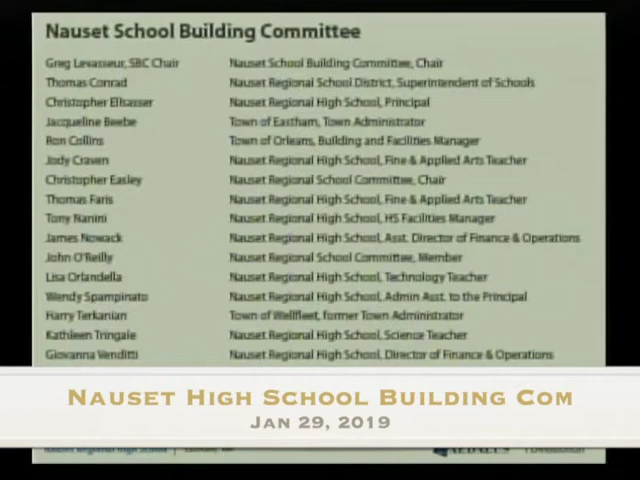 Nauset School Building Committee
Greg Levasseur, SBC Chair Nauset School Building Committee, Chair
Thomas Conrad Nauset Regional School District, Superintendent of Schools
Christopher Ellsasser Nauset Regional High School, Principal
Jacqueline Beebe Town of Eastham, Town Administrator
Ron Collins Town of Orleans, Building and Facilities Manager
Jody Craven Nauset Regional High School, Fine & Applied Arts Teacher
Christopher Easley Nauset Regional School Committee, Chair
Thomas Faris Nauset Regional High School, Fine & Applied Arts Teacher
Tony Nanini Nauset Regional High School, HS Facilities Manager
James Nowack Nauset Regional High School, Asst. Director of Finance & Operations
John O'Reilly Nauset Regional School Committee, Member
Lisa Orlandella Nauset Regional High School, Technology Teacher
Wendy Spampinato Nauset Regional High School, Admin Asst. to the Principal
Harry Terkanian Town of Wellfleet, former Town Administrator
Kathleen Tringale Nauset Regional High School, Science Teacher
Giovanna Venditti Nauset Regional High School, Director of Finance & Operations
Nauset High School Building Com
Jan 29, 2019
Nauset Regional High School